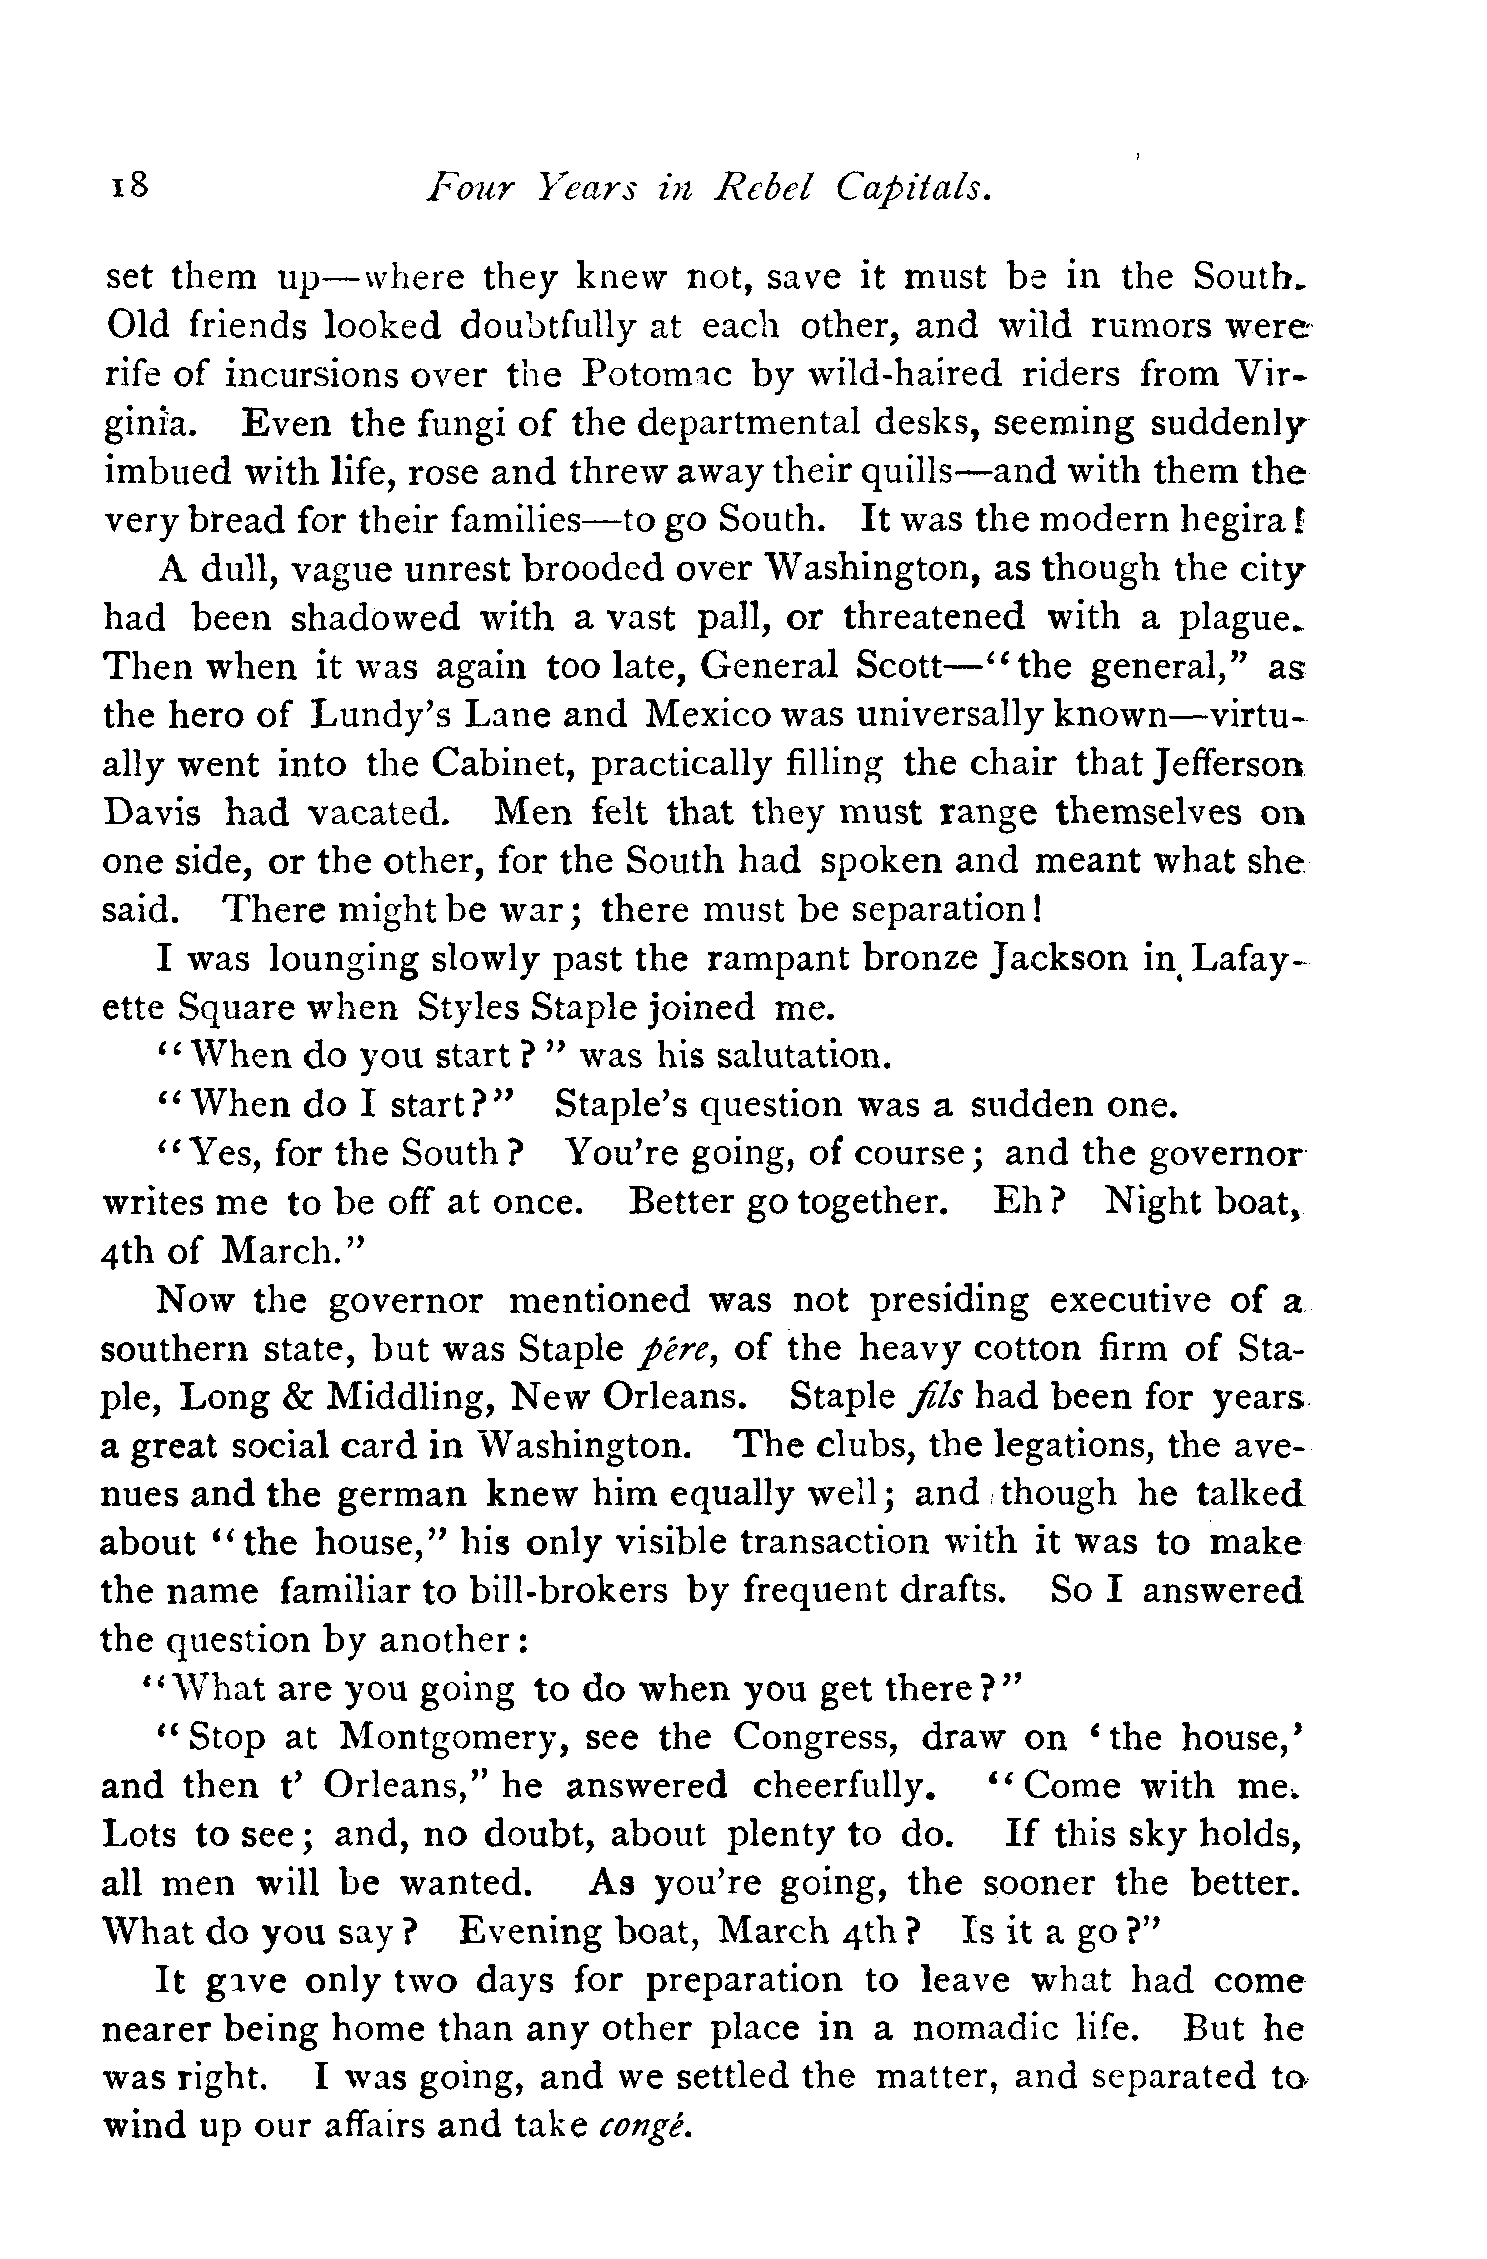 18 Four Years in Rebel Capitals.
set them up—where they knew not, save it must be in the South.
Old friends looked doubtfully at each other, and wild rumors were
rife of incursions over the Potomac by wild-haired riders from Vir-
ginia. Even the fungi of the departmental desks, seeming suddenly
imbued with life, rose and threw away their quills—and with them the
very bread for their families—to go South. It was the modern hegira!
A dull, vague unrest brooded over Washington, as though the city
had been shadowed with a vast pall, or threatened with a plague.
Then when it was again too late, General Scott—"the general," as
the hero of Lundy's Lane and Mexico was universally known—virtu-
ally went into the Cabinet, practically filling the chair that Jefferson
Davis had vacated. Men felt that they must range themselves on
one side, or the other, for the South had spoken and meant what she
said. There might be war; there must be separation!
I was lounging slowly past the rampant bronze Jackson in Lafay-
ette Square when Styles Staple joined me.
"When do you start?" was his salutation.
"When do I start?" Staple's question was a sudden one.
"Yes, for the South? You're going, of course; and the governor
writes me to be off at once. Better go together. Eh? Night boat,
4th of March."
Now the governor mentioned was not presiding executive of a
southern state, but was Staple père, of the heavy cotton firm of Sta-
ple, Long & Middling, New Orleans. Staple fils had been for years
a great social card in Washington. The clubs, the legations, the ave-
nues and the german knew him equally well; and though he talked
about "the house," his only visible transaction with it was to make
the name familiar to bill-brokers by frequent drafts. So I answered
the question by another:
"What are you going to do when you get there?"
"Stop at Montgomery, see the Congress, draw on 'the house,'
and then t' Orleans," he answered cheerfully. "Come with me.
Lots to see; and, no doubt, about plenty to do. If this sky holds,
all men will be wanted. As you're going, the sooner the better.
What do you say? Evening boat, March 4th? Is it a go?"
It gave only two days for preparation to leave what had come
nearer being home than any other place in a nomadic life. But he
was right. I was going, and we settled the matter, and separated to
wind up our affairs and take congé.